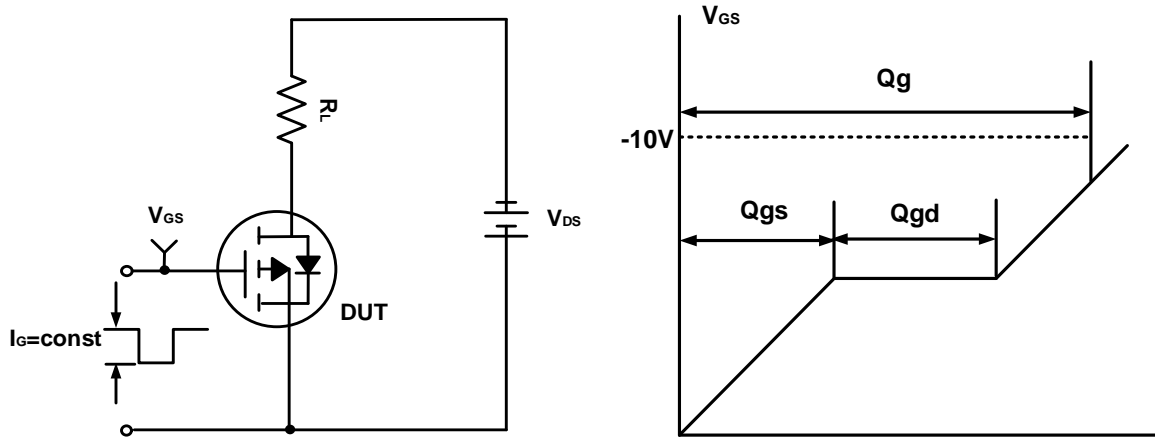 RL
VGS
VDS
DUT
IG=const
VGS
Qg
-10V
Qgs
Qgd